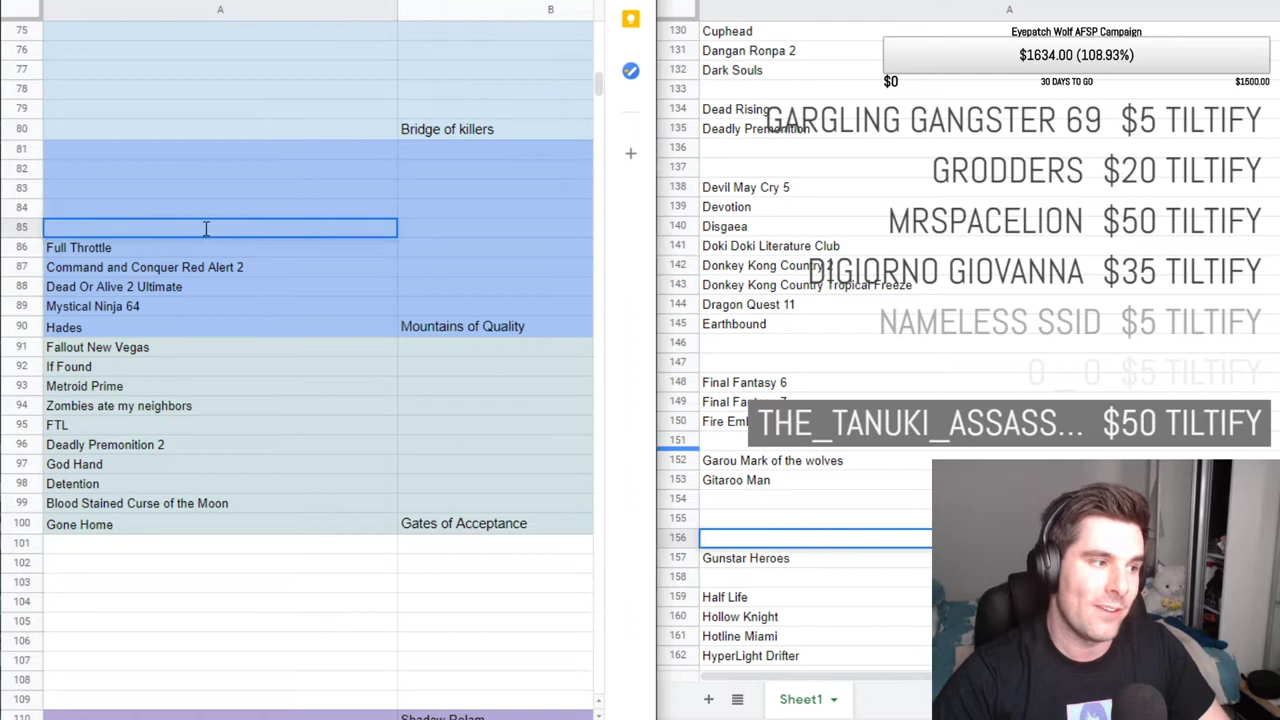 A
B
75
76
77
78
79
80 Bridge of killers
81
82
83
84
85
86 Full Throttle
87 Command and Conquer Red Alert 2
88 Dead Or Alive 2 Ultimate
89 Mystical Ninja 64
90 Hades Mountains of Quality
91 Fallout New Vegas
92 If Found
93 Metroid Prime
94 Zombies ate my neighbors
95 FTL
96 Deadly Premonition 2
97 God Hand
98 Detention
99 Blood Stained Curse of the Moon
100 Gone Home Gates of Acceptance
101
102
103
104
105
106
107
108
109
110 Shadow Relam
A
130 Cuphead
131 Dangan Ronpa 2
132 Dark Souls
133
134 Dead Rising
135 Deadly Premonition
136
137
138 Devil May Cry 5
139 Devotion
140 Disgaea
141 Doki Doki Literature Club
142 Donkey Kong Country 2
143 Donkey Kong Country Tropical Freeze
144 Dragon Quest 11
145 Earthbound
146
147
148 Final Fantasy 6
149 Final Fantasy 7
150 Fire Emb
151
152 Garou Mark of the wolves
153 Gitaroo Man
154
155
156
157 Gunstar Heroes
158
159 Half Life
160 Hollow Knight
161 Hotline Miami
162 HyperLight Drifter
Sheet1
Eyepatch Wolf AFSP Campaign
$1634.00 (108.93%)
$0 30 DAYS TO GO $1500.00
GARGLING GANGSTER 69 $5 TILTIFY
GRODDERS $20 TILTIFY
MRSPACELION $50 TILTIFY
DIGIORNO GIOVANNA $35 TILTIFY
NAMELESS SSID $5 TILTIFY
0_0 $5 TILTIFY
THE_TANUKI_ASSASS... $50 TILTIFY